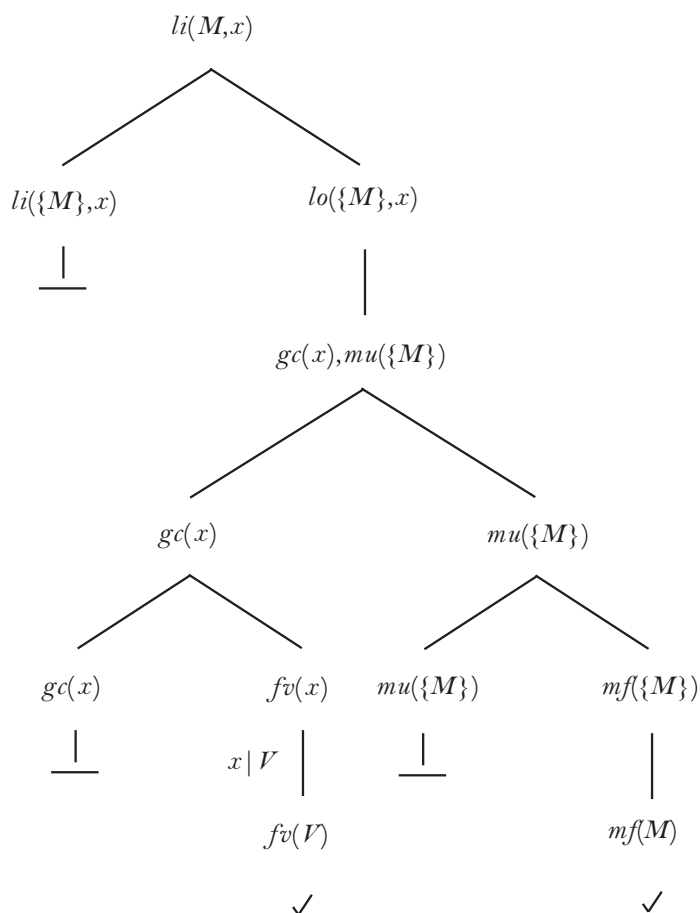 li(M,x)
li({M},x) lo({M},x)
gc(x),mu({M})
gc(x) mu({M})
gc(x) fv(x) mu({M}) mf({M})
x | V
fv(V) mf(M)